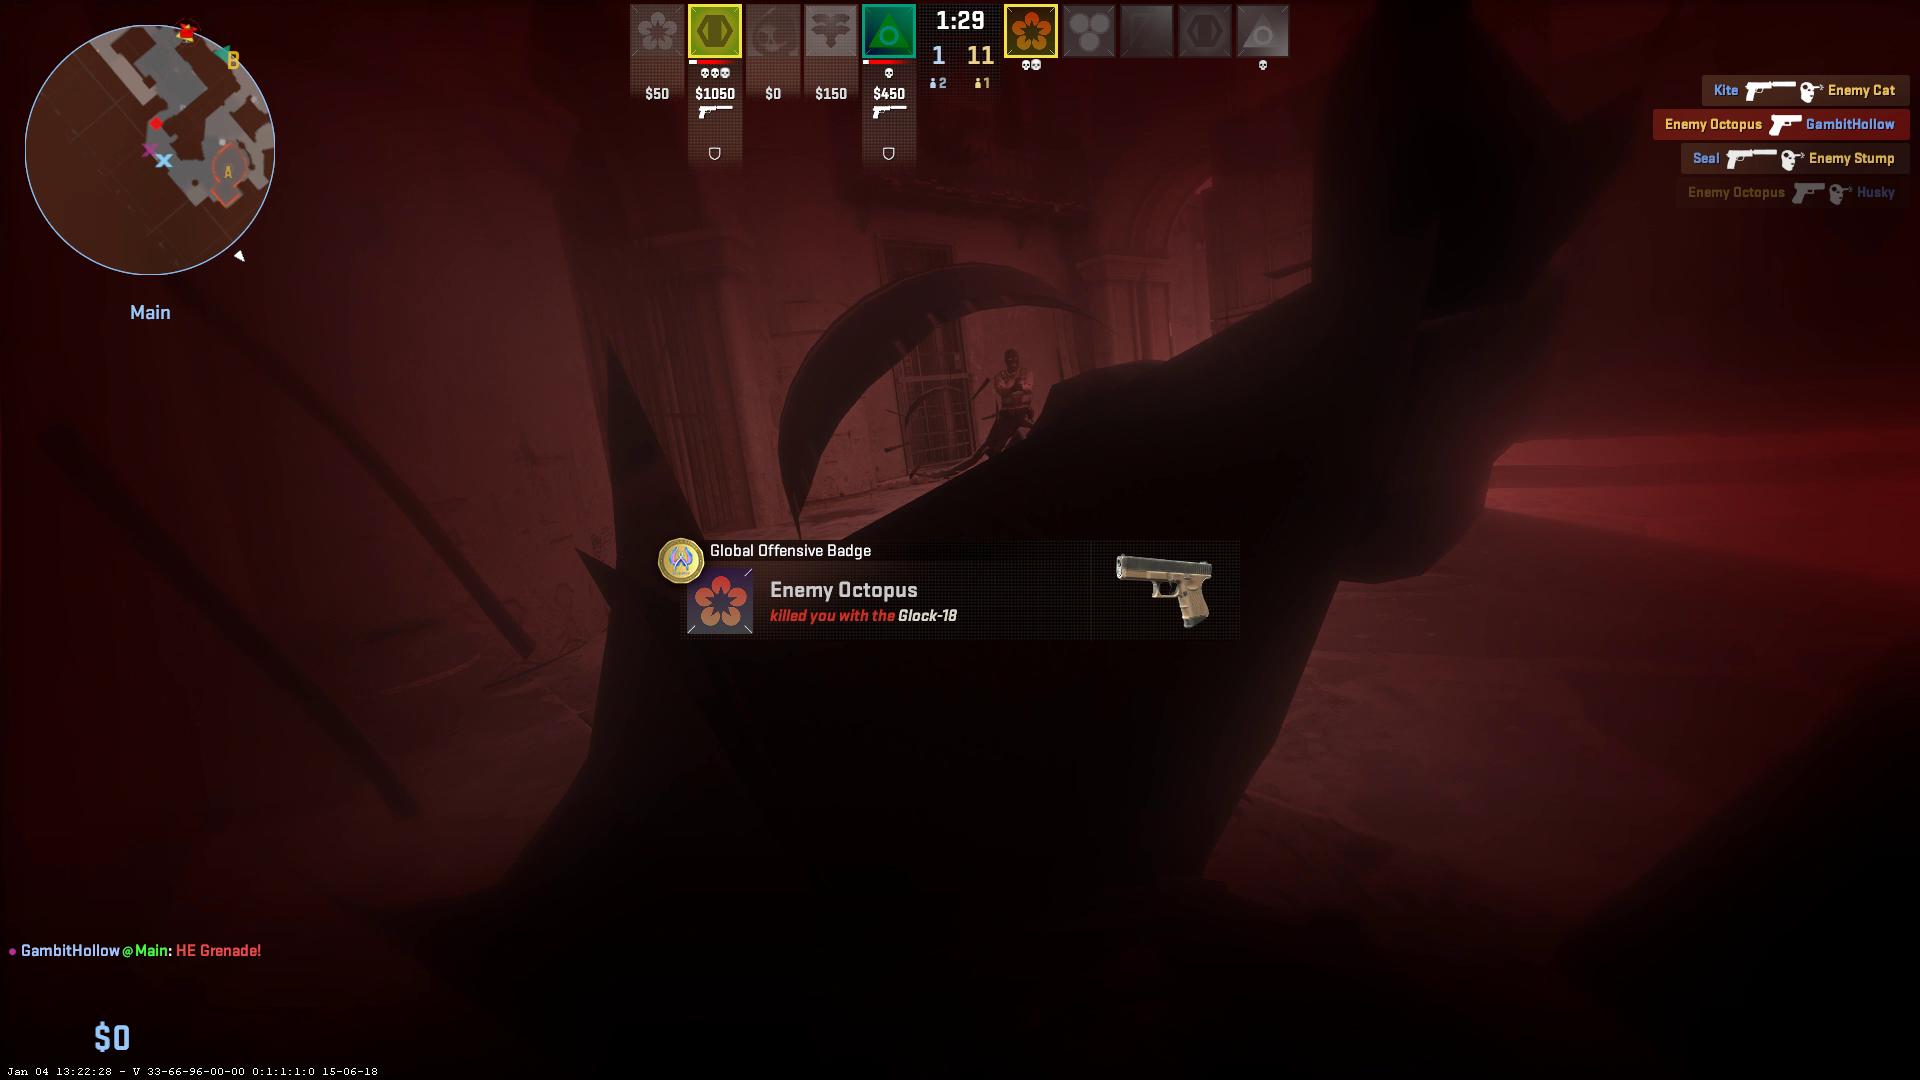 1:29
1 11
2 1
$50 $1050 $0 $150 $450
B
A
Main
Kite Enemy Cat
Enemy Octopus GambitHollow
Seal Enemy Stump
Enemy Octopus Husky
Global Offensive Badge
Enemy Octopus
killed you with the Glock-18
GambitHollow@Main: HE Grenade!
$0
Jan 04 13:22:28 - V 33-66-96-00-00 0:1:1:1:0 15-06-18